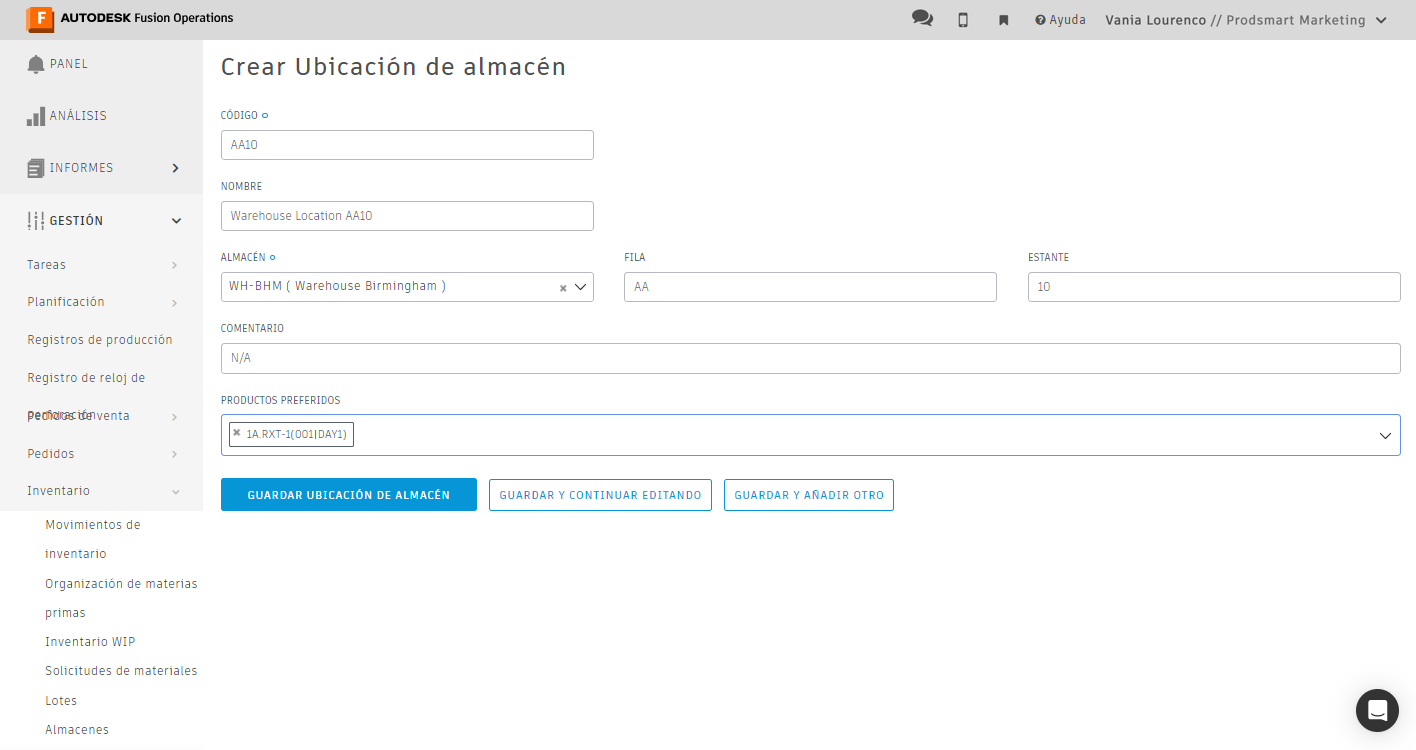 F AUTODESK Fusion Operations
Ayuda
Vania Lourenco // Prodsmart Marketing
PANEL
ANÁLISIS
INFORMES
GESTIÓN
Tareas
Planificación
Registros de producción
Registro de reloj de
perforación
Pedidos de venta
Pedidos
Inventario
Movimientos de
inventario
Organización de materias
primas
Inventario WIP
Solicitudes de materiales
Lotes
Almacenes
Crear Ubicación de almacén
CÓDIGO
AA10
NOMBRE
Warehouse Location AA10
ALMACÉN
WH-BHM ( Warehouse Birmingham )
FILA
AA
ESTANTE
10
COMENTARIO
N/A
PRODUCTOS PREFERIDOS
1A.RXT-1(001|DAY1)
GUARDAR UBICACIÓN DE ALMACÉN
GUARDAR Y CONTINUAR EDITANDO
GUARDAR Y AÑADIR OTRO